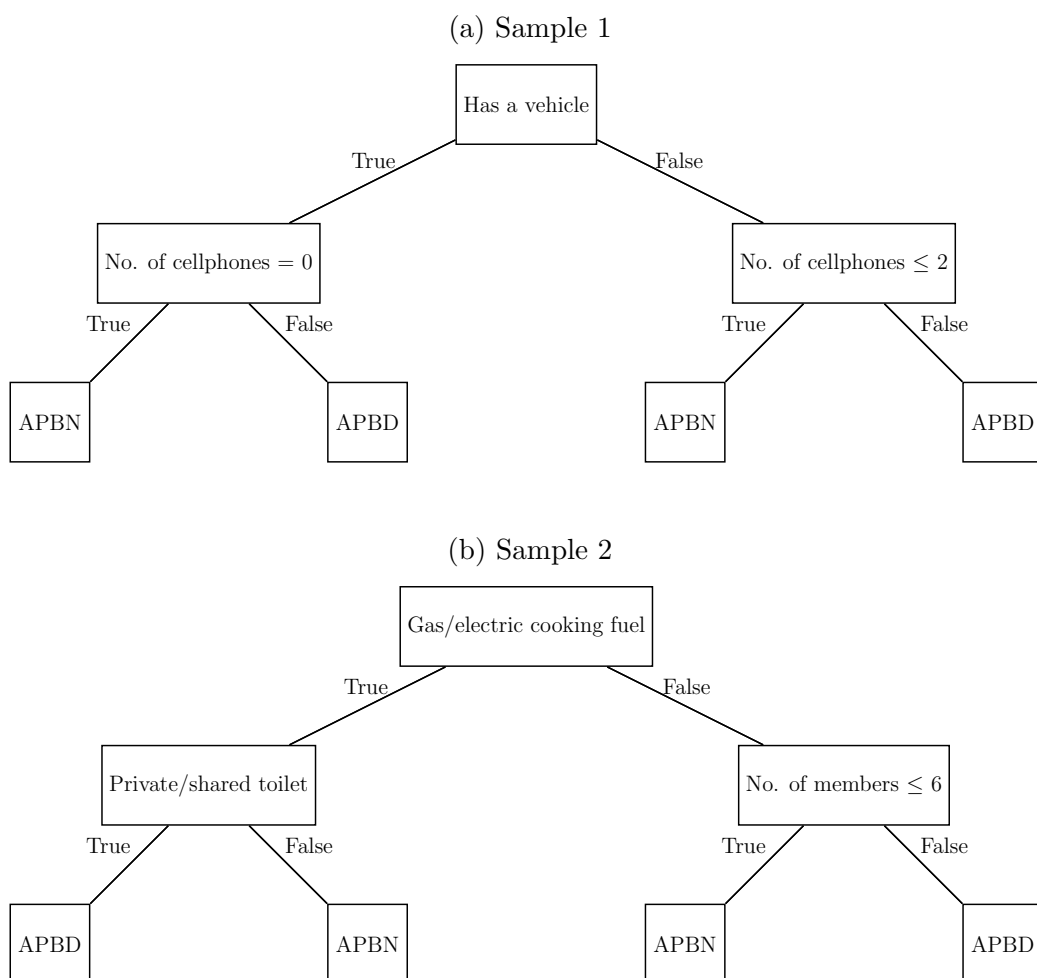 (a) Sample 1
Has a vehicle
True
False
No. of cellphones = 0
No. of cellphones ≤ 2
True
False
True
False
APBN
APBD
APBN
APBD
(b) Sample 2
Gas/electric cooking fuel
True
False
Private/shared toilet
No. of members ≤ 6
True
False
True
False
APBD
APBN
APBN
APBD